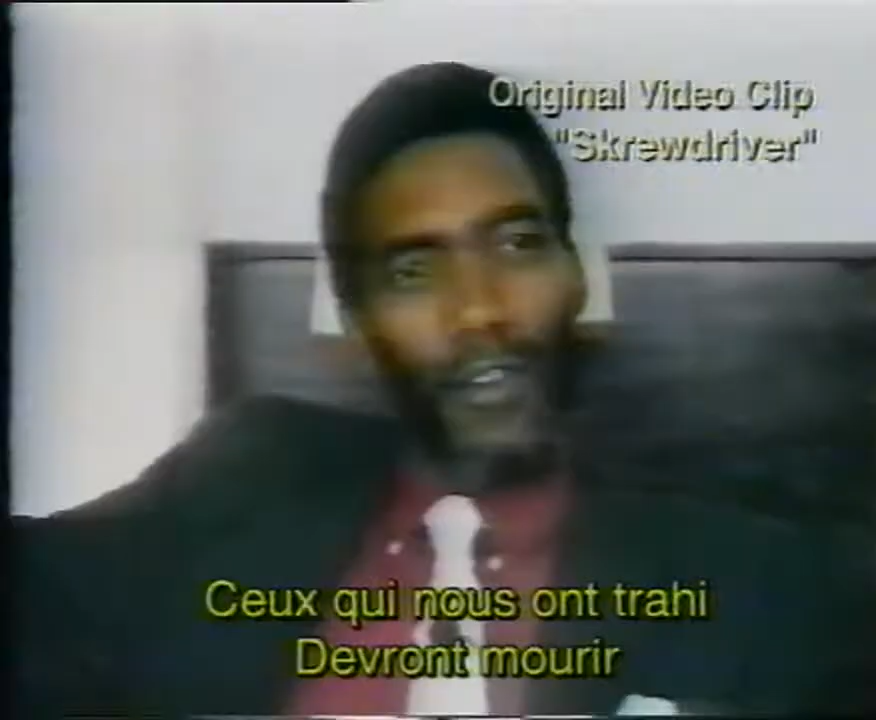 Original Video Clip
"Skrewdriver"
Ceux qui nous ont trahi
Devront mourir